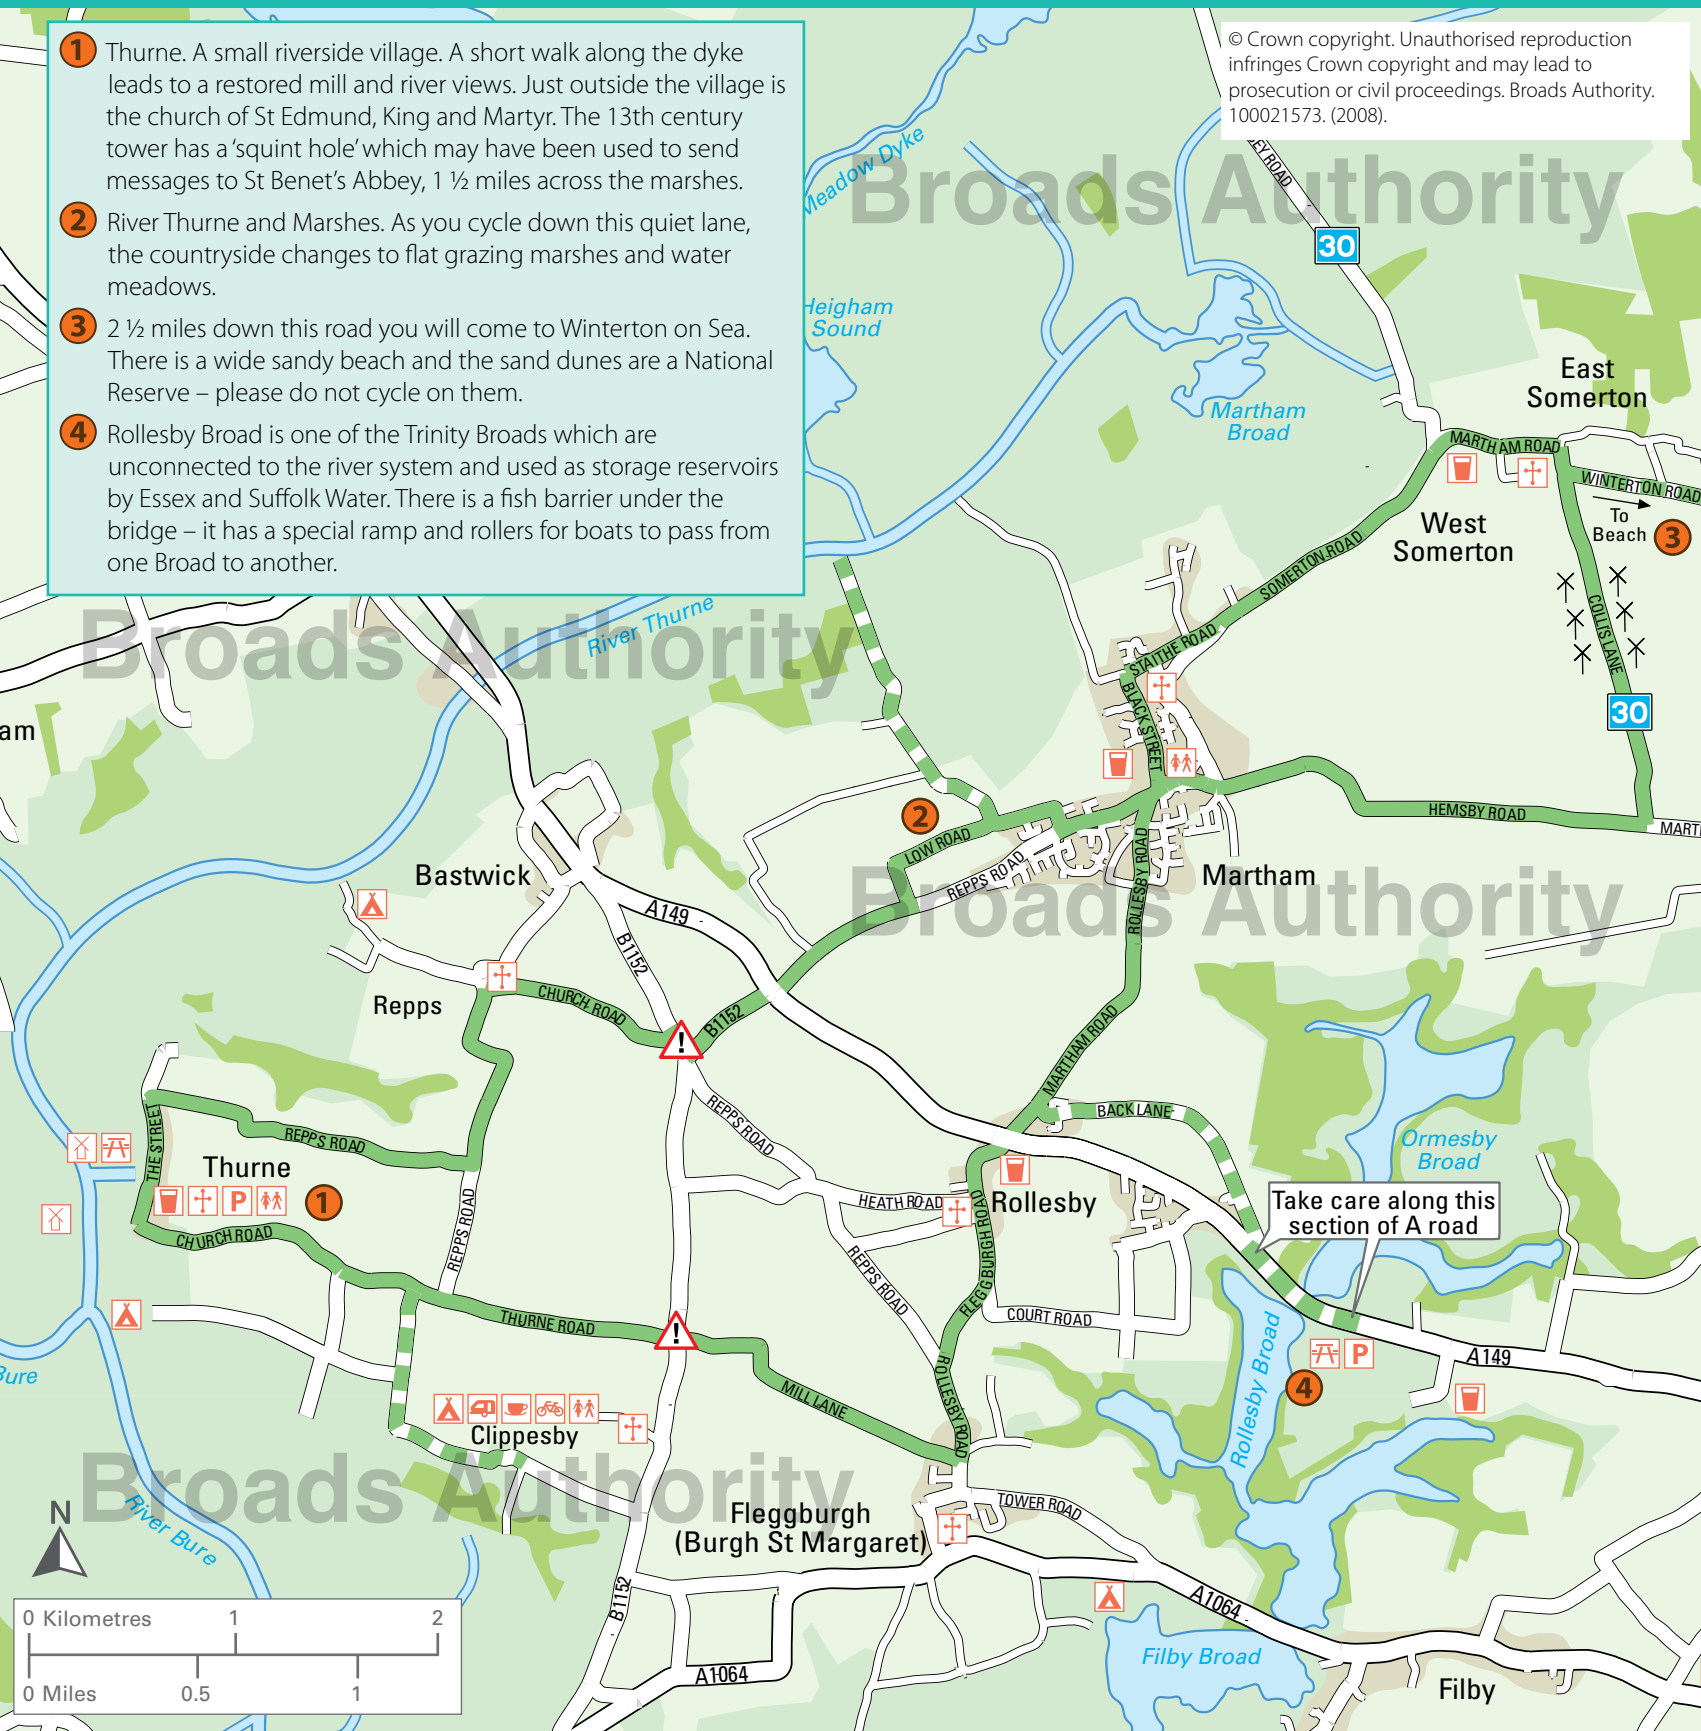 1 Thurne. A small riverside village. A short walk along the dyke
leads to a restored mill and river views. Just outside the village is
the church of St Edmund, King and Martyr. The 13th century
tower has a 'squint hole' which may have been used to send
messages to St Benet's Abbey, 1 ½ miles across the marshes.
2 River Thurne and Marshes. As you cycle down this quiet lane,
the countryside changes to flat grazing marshes and water
meadows.
3 2 ½ miles down this road you will come to Winterton on Sea.
There is a wide sandy beach and the sand dunes are a National
Reserve – please do not cycle on them.
4 Rollesby Broad is one of the Trinity Broads which are
unconnected to the river system and used as storage reservoirs
by Essex and Suffolk Water. There is a fish barrier under the
bridge – it has a special ramp and rollers for boats to pass from
one Broad to another.
© Crown copyright. Unauthorised reproduction
infringes Crown copyright and may lead to
prosecution or civil proceedings. Broads Authority.
100021573. (2008).
Meadow Dyke
EY ROAD
Broads Authority
30
Heigham
Sound
East
Somerton
Martham
Broad
MARTHAM ROAD
WINTERTON ROAD
To
Beach
3
West
Somerton
SOMERTON ROAD
COLLIS LANE
River Thurne
Broads Authority
STAITHE ROAD
BLACK STREET
30
am
2
LOW ROAD
HEMSBY ROAD
MART
Bastwick
REPPS ROAD
ROLLESBY ROAD
Martham
Broads Authority
A149
B1152
Repps
CHURCH ROAD
!
B1152
MARTHAM ROAD
REPPS ROAD
BACK LANE
THE STREET
REPPS ROAD
Ormesby
Broad
Thurne
P
1
REPPS ROAD
HEATH ROAD
Rollesby
Take care along this
section of A road
CHURCH ROAD
REPPS ROAD
FLEGGBURGH ROAD
THURNE ROAD
!
COURT ROAD
Rollesby Broad
P
4
A149
Bure
MILL LANE
ROLLESBY ROAD
Clippesby
Broads Authority
N
River Bure
Fleggburgh
(Burgh St Margaret)
TOWER ROAD
B1152
A1064
A1064
Filby Broad
Filby
0 Kilometres 1 2
0 Miles 0.5 1